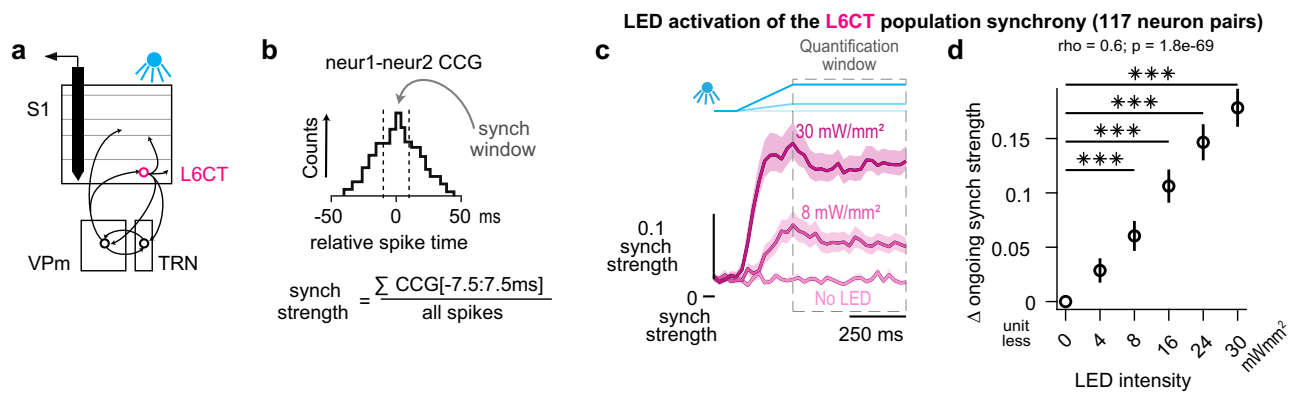 LED activation of the L6CT population synchrony (117 neuron pairs)
a
S1
L6CT
VPm
TRN
b
neur1-neur2 CCG
synch
window
Counts
-50
0
50
ms
relative spike time
synch
strength
=
∑ CCG[-7.5:7.5ms]
all spikes
c
Quantification
window
30 mW/mm²
8 mW/mm²
No LED
0.1
synch
strength
0
synch
strength
250 ms
d
rho = 0.6; p = 1.8e-69
***
***
***
***
Δ ongoing synch strength
0.15
0.1
0.05
0
unit
less
0
4
8
16
24
30
mWmm²
LED intensity